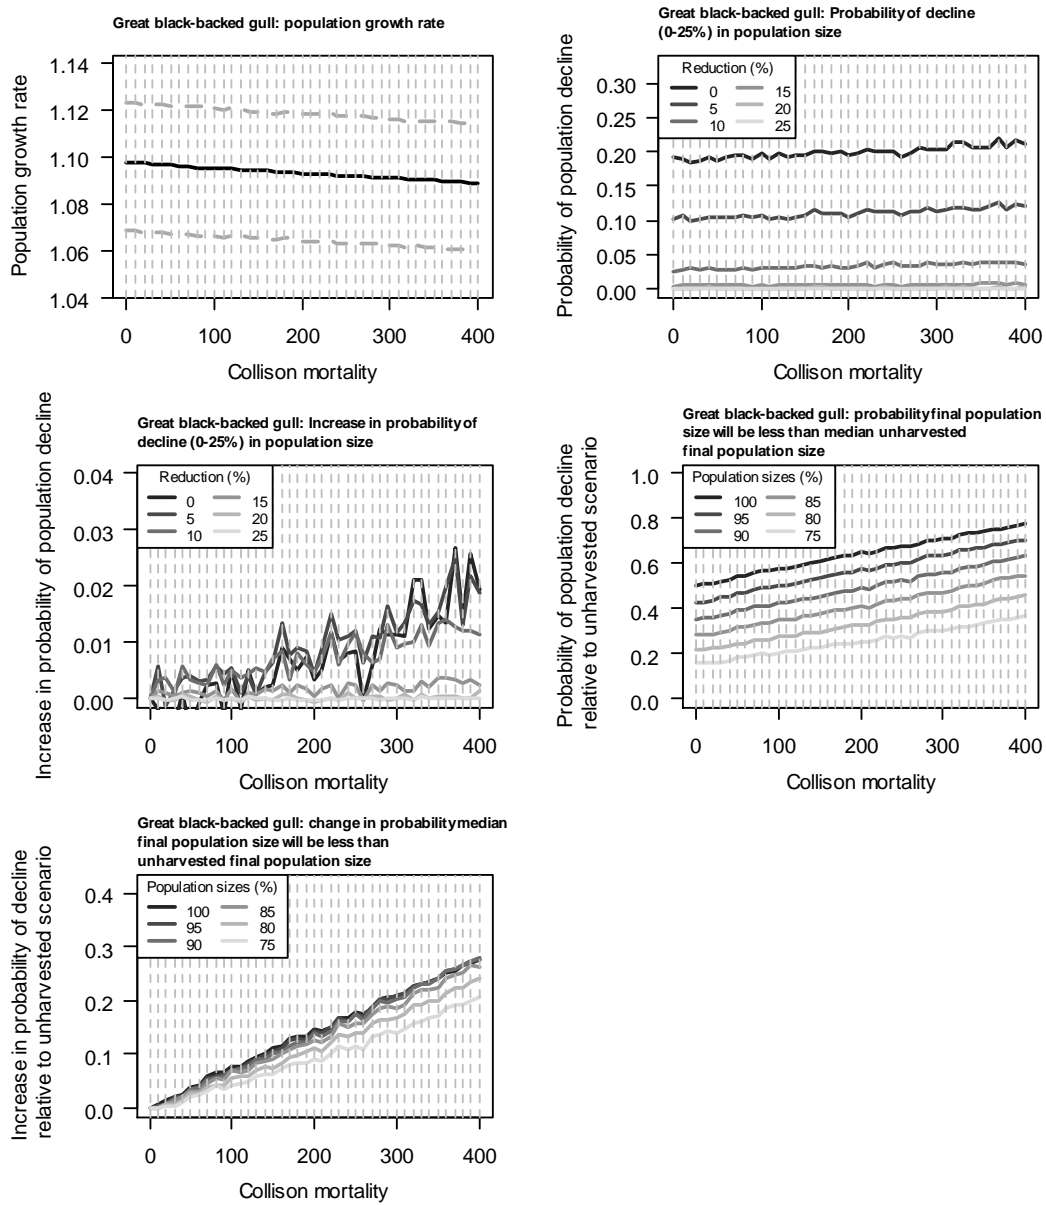 Great black-backed gull: population growth rate
Population growth rate
1.14
1.12
1.10
1.08
1.06
1.04
0 100 200 300 400
Collison mortality
Great black-backed gull: Probability of decline
(0-25%) in population size
Probability of population decline
0.30
0.25
0.20
0.15
0.10
0.05
0.00
Reduction (%)
0 15
5 20
10 25
0 100 200 300 400
Collison mortality
Great black-backed gull: Increase in probability of
decline (0-25%) in population size
Increase in probability of population decline
0.04
0.03
0.02
0.01
0.00
Reduction (%)
0 15
5 20
10 25
0 100 200 300 400
Collison mortality
Great black-backed gull: probability final population
size will be less than median unharvested
final population size
Probability of population decline
relative to unharvested scenario
1.0
0.8
0.6
0.4
0.2
0.0
Population sizes (%)
100 85
95 80
90 75
0 100 200 300 400
Collison mortality
Great black-backed gull: change in probability median
final population size will be less than
unharvested final population size
Increase in probability of decline
relative to unharvested scenario
0.4
0.3
0.2
0.1
0.0
Population sizes (%)
100 85
95 80
90 75
0 100 200 300 400
Collison mortality